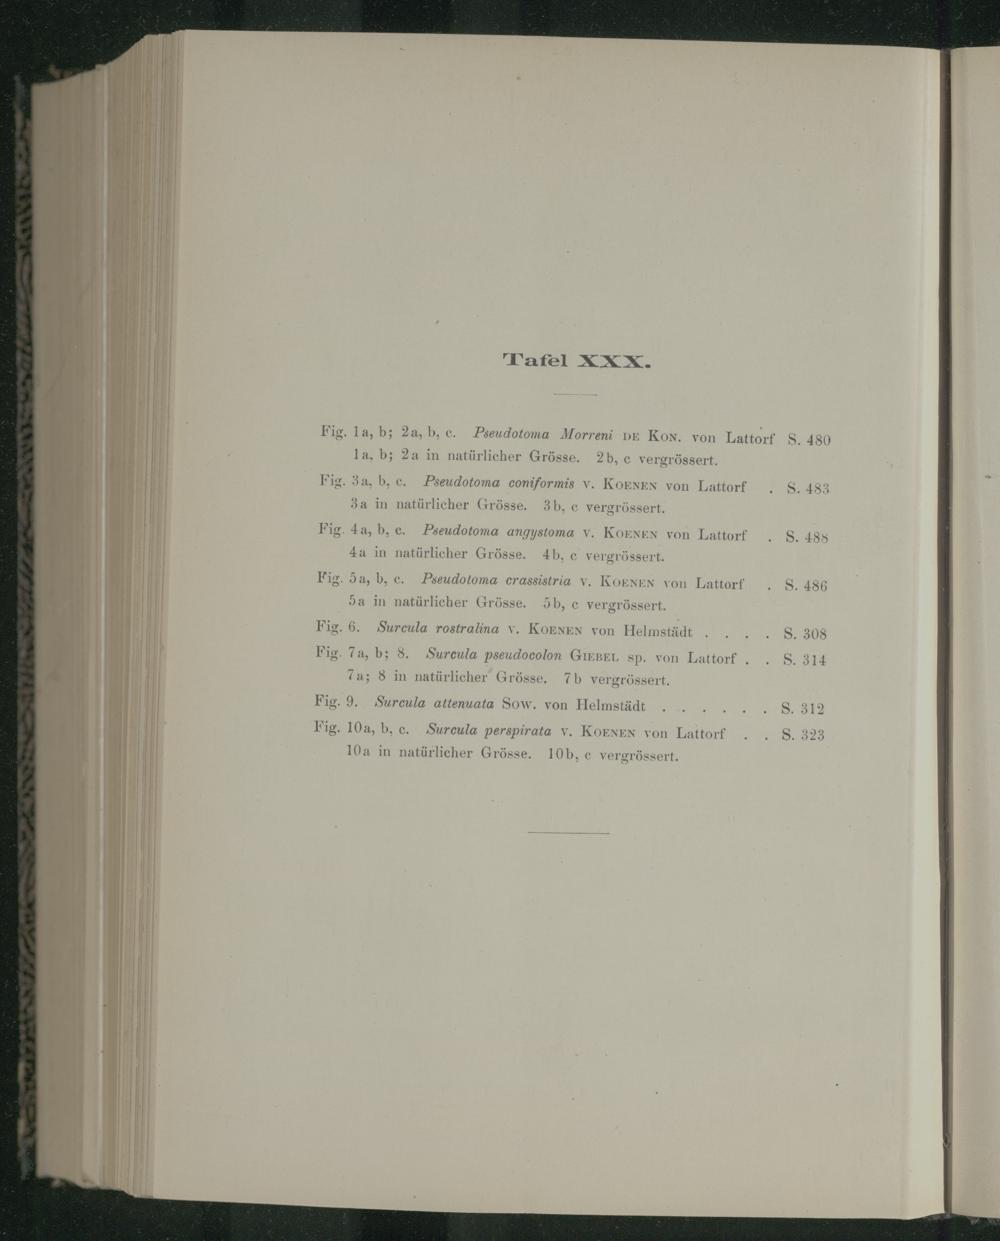 Tafel XXX.
Fig. 1a, b; 2a, b, c. Pseudotoma Morreni DE KON. von Lattorf S. 480
1a, b; 2a in natürlicher Grösse. 2b, c vergrössert.
Fig. 3a, b, c. Pseudotoma coniformis v. KOENEN von Lattorf . S. 483
3a in natürlicher Grösse. 3b, c vergrössert.
Fig. 4a, b, c. Pseudotoma angystoma v. KOENEN von Lattorf . S. 488
4a in natürlicher Grösse. 4b, c vergrössert.
Fig. 5a, b, c. Pseudotoma crassistria v. KOENEN von Lattorf . S. 486
5a in natürlicher Grösse. 5b, c vergrössert.
Fig. 6. Surcula rostralina v. KOENEN von Helmstädt . . . . S. 308
Fig. 7a, b; 8. Surcula pseudocolon GIEBEL sp. von Lattorf . . S. 314
7a; 8 in natürlicher Grösse. 7b vergrössert.
Fig. 9. Surcula attenuata SOW. von Helmstädt . . . . . . S. 312
Fig. 10a, b, c. Surcula perspirata v. KOENEN von Lattorf . . S. 323
10a in natürlicher Grösse. 10b, c vergrössert.